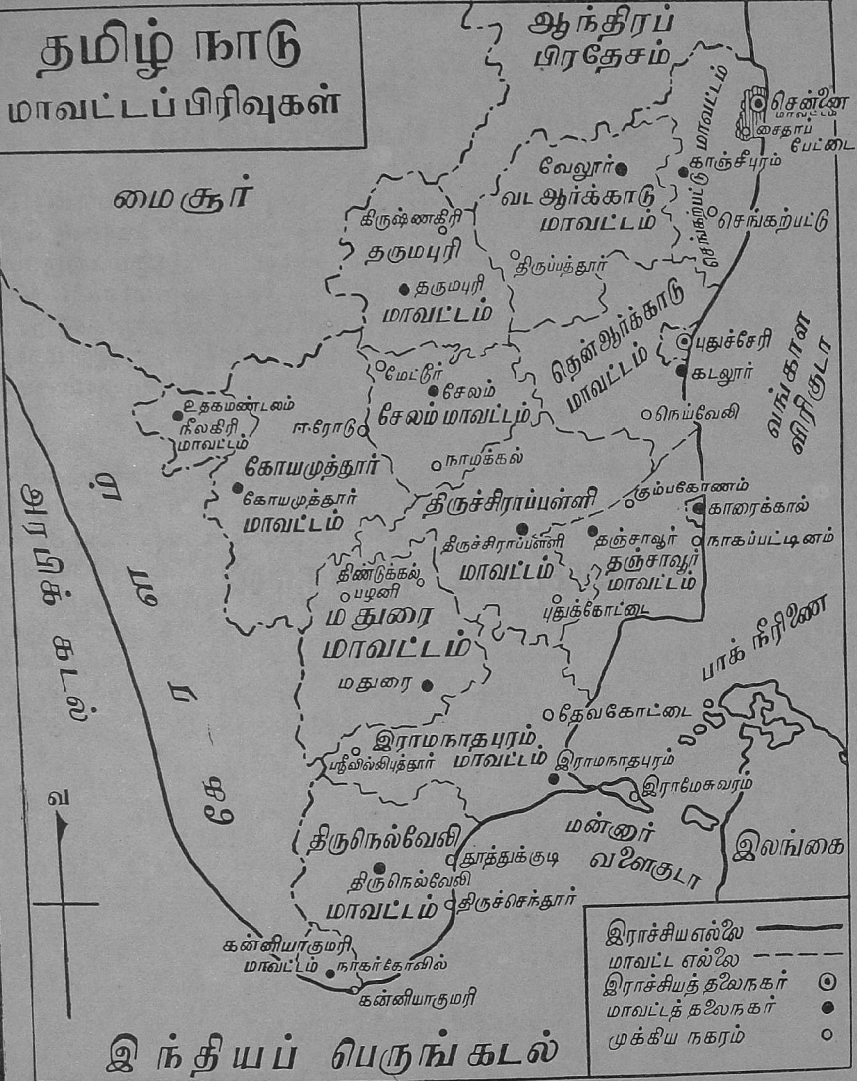 தமிழ் நாடு
மாவட்டப்பிரிவுகள்
ஆந்திரப்
பிரதேசம்
மைசூர்
சென்னை
மாவட்டம்
சைதாப்
பேட்டை
வேலூர்
வட ஆர்க்காடு
மாவட்டம்
காஞ்சீபுரம்
செங்கற்பட்டு மாவட்டம்
செங்கற்பட்டு
திருப்பத்தூர்
கிருஷ்ணகிரி
தருமபுரி
தருமபுரி
மாவட்டம்
தென்ஆர்க்காடு
மாவட்டம்
புதுச்சேரி
கடலூர்
நெய்வேலி
வங்காள
விரிகுடா
மேட்டூர்
சேலம்
சேலம் மாவட்டம்
ஈரோடு
நாமக்கல்
உதகமண்டலம்
நீலகிரி
மாவட்டம்
கோயமுத்தூர்
கோயமுத்தூர்
மாவட்டம்
திருச்சிராப்பள்ளி
திருச்சிராப்பள்ளி
மாவட்டம்
கும்பகோணம்
காரைக்கால்
தஞ்சாவூர்
நாகப்பட்டினம்
தஞ்சாவூர்
மாவட்டம்
புதுக்கோட்டை
திண்டுக்கல்
பழனி
மதுரை
மாவட்டம்
மதுரை
அரபிக் கடல்
கேரளம்
பாக் நீரிணை
தேவகோட்டை
இராமநாதபுரம்
மாவட்டம்
ஸ்ரீவில்லிபுத்தூர்
இராமநாதபுரம்
இராமேசுவரம்
மன்னார்
வளைகுடா
இலங்கை
வ
திருநெல்வேலி
திருநெல்வேலி
மாவட்டம்
தூத்துக்குடி
திருச்செந்தூர்
கன்னியாகுமரி
மாவட்டம்
நாகர்கோவில்
கன்னியாகுமரி
இந்தியப் பெருங்கடல்
இராச்சிய எல்லை
மாவட்ட எல்லை
இராச்சியத் தலைநகர்
மாவட்டத் தலைநகர்
முக்கிய நகரம்